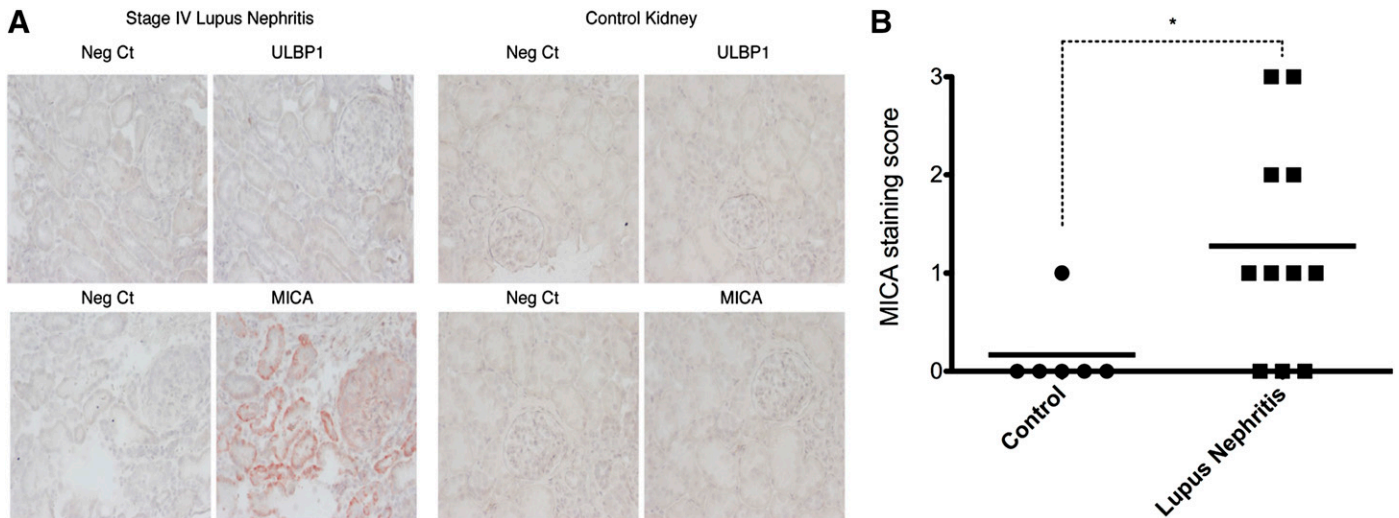 A
Stage IV Lupus Nephritis
Control Kidney
Neg Ct
ULBP1
Neg Ct
ULBP1
Neg Ct
MICA
Neg Ct
MICA
B
*
MICA staining score
3
2
1
0
Control
Lupus Nephritis